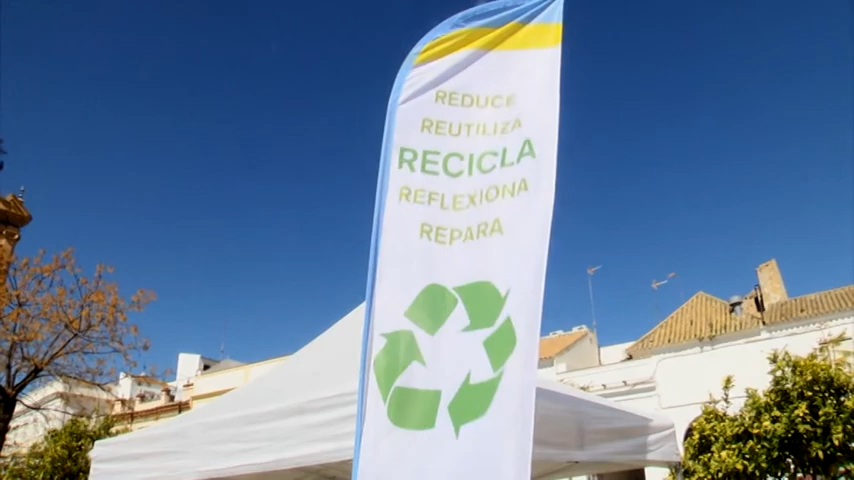 REDUCE
REUTILIZA
RECICLA
REFLEXIONA
REPARA